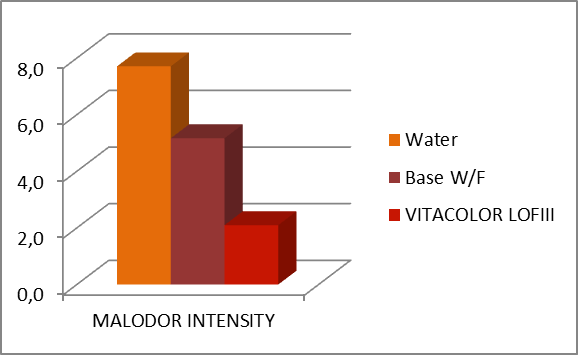 8,0
6,0
4,0
2,0
0,0
MALODOR INTENSITY
Water
Base W/F
VITACOLOR LOFIII